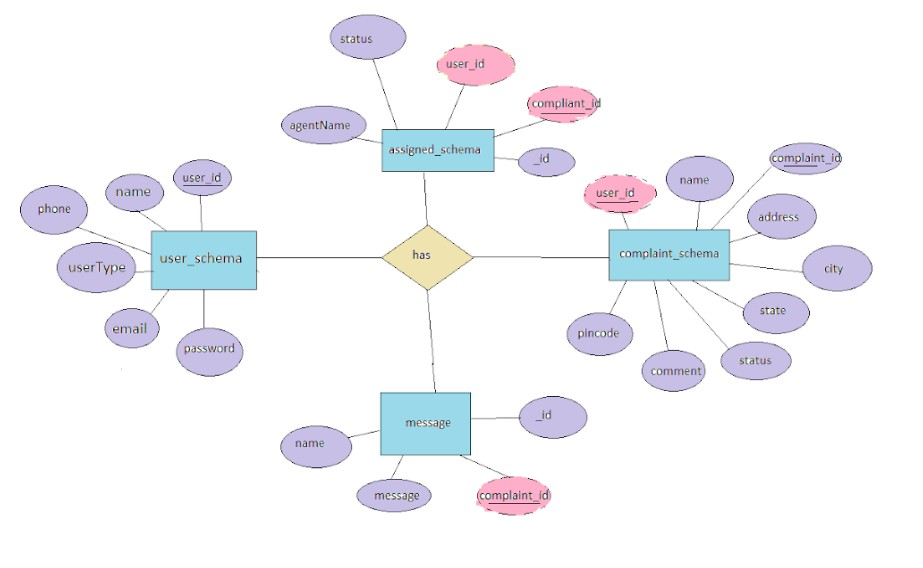 status
user_id
compliant_id
agentName
assigned_schema
_id
user_id
name
complaint_id
name
user_id
phone
address
user_schema
has
complaint_schema
userType
city
state
email
pincode
password
status
comment
message
_id
name
message
complaint_id